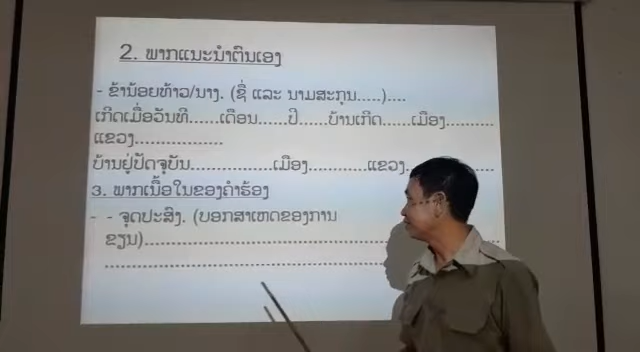 2. ພາກແນະນຳຕົນເອງ
- ຂ້ານ້ອຍທ້າວ/ນາງ. (ຊື່ ແລະ ນາມສະກຸນ.....)....
ເກີດເມື່ອວັນທີ......ເດືອນ......ປີ......ບ້ານເກີດ......ເມືອງ..........
ແຂວງ.................
ບ້ານຢູ່ປັດຈຸບັນ................ເມືອງ...........ແຂວງ.................
3. ພາກເນື້ອໃນຂອງຄຳຮ້ອງ
- - ຈຸດປະສົງ. (ບອກສາເຫດຂອງການ
ຂຽນ)..............................................................
..........................................................